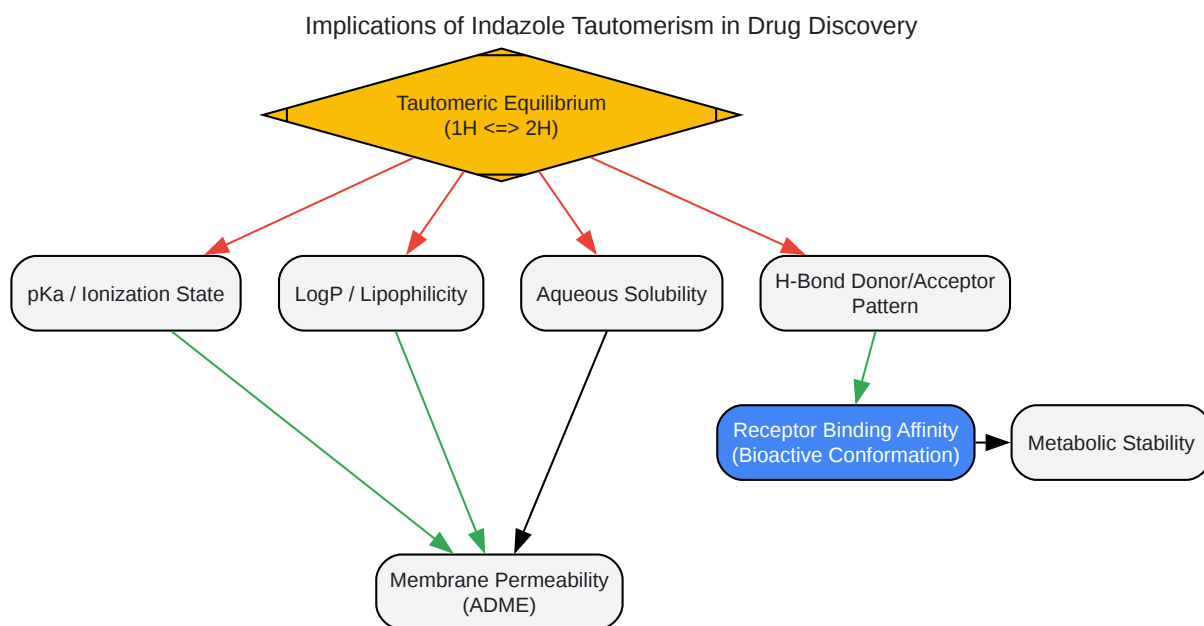 Implications of Indazole Tautomerism in Drug Discovery
Tautomeric Equilibrium
(1H <=> 2H)
pKa / Ionization State
LogP / Lipophilicity
Aqueous Solubility
H-Bond Donor/Acceptor
Pattern
Receptor Binding Affinity
(Bioactive Conformation)
Metabolic Stability
Membrane Permeability
(ADME)